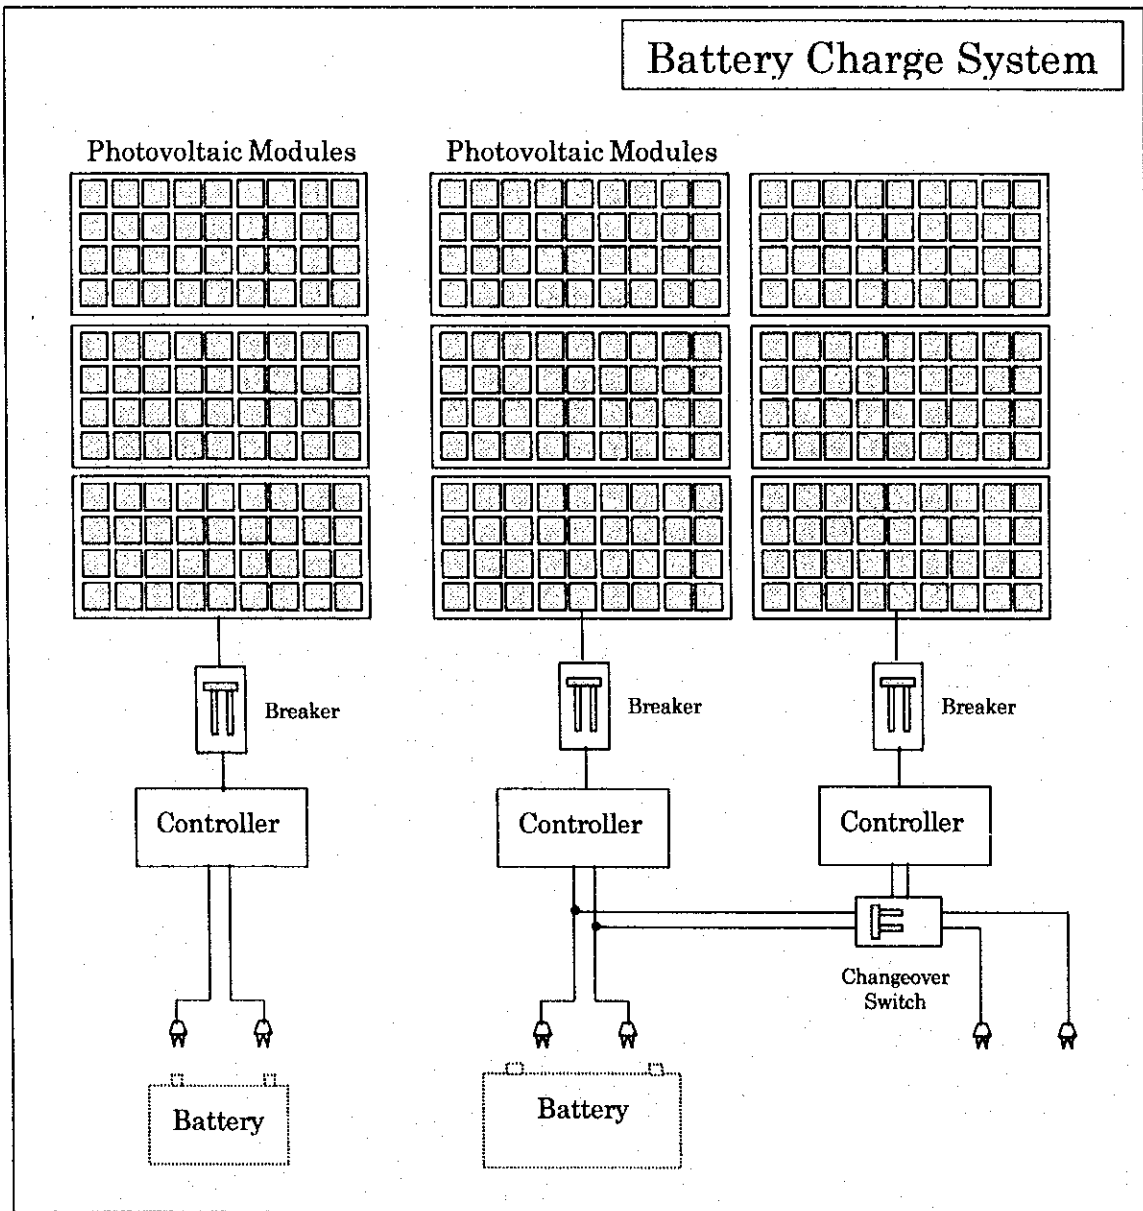 Battery Charge System
Photovoltaic Modules
Photovoltaic Modules
Breaker
Breaker
Breaker
Controller
Controller
Controller
Changeover
Switch
Battery
Battery